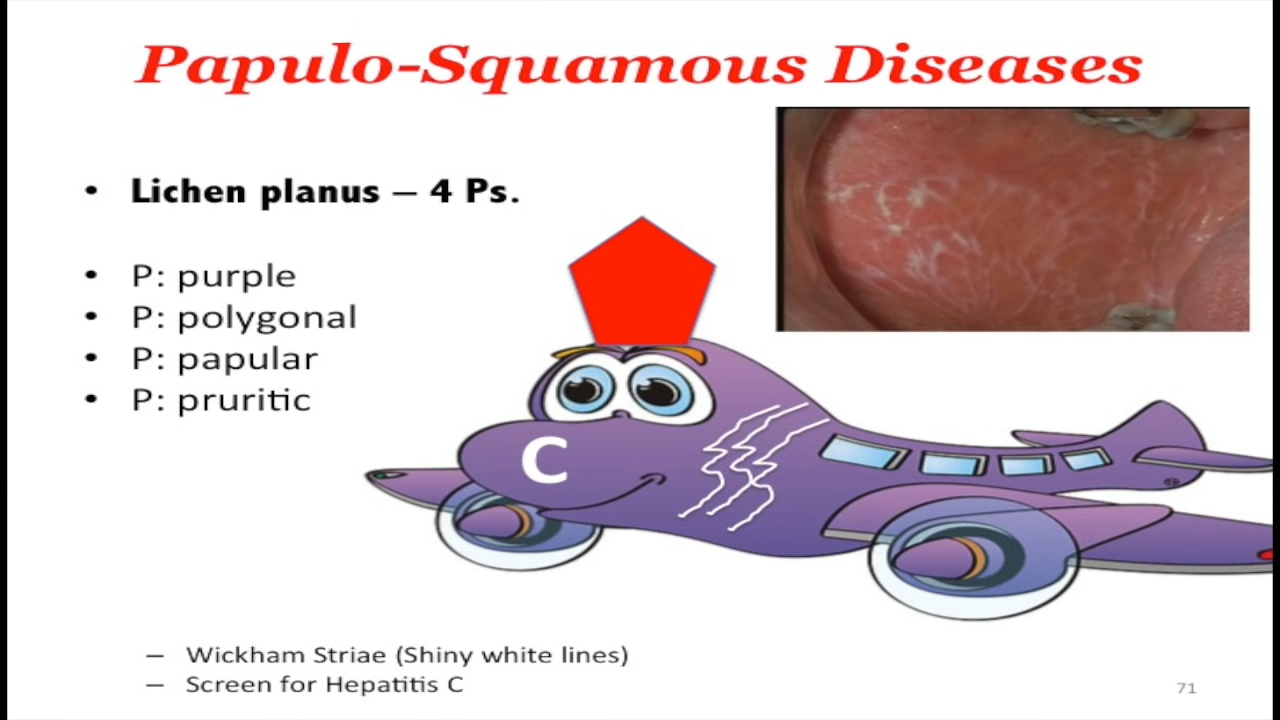 Papulo-Squamous Diseases
• Lichen planus – 4 Ps.
• P: purple
• P: polygonal
• P: papular
• P: pruritic
C
– Wickham Striae (Shiny white lines)
– Screen for Hepatitis C
71